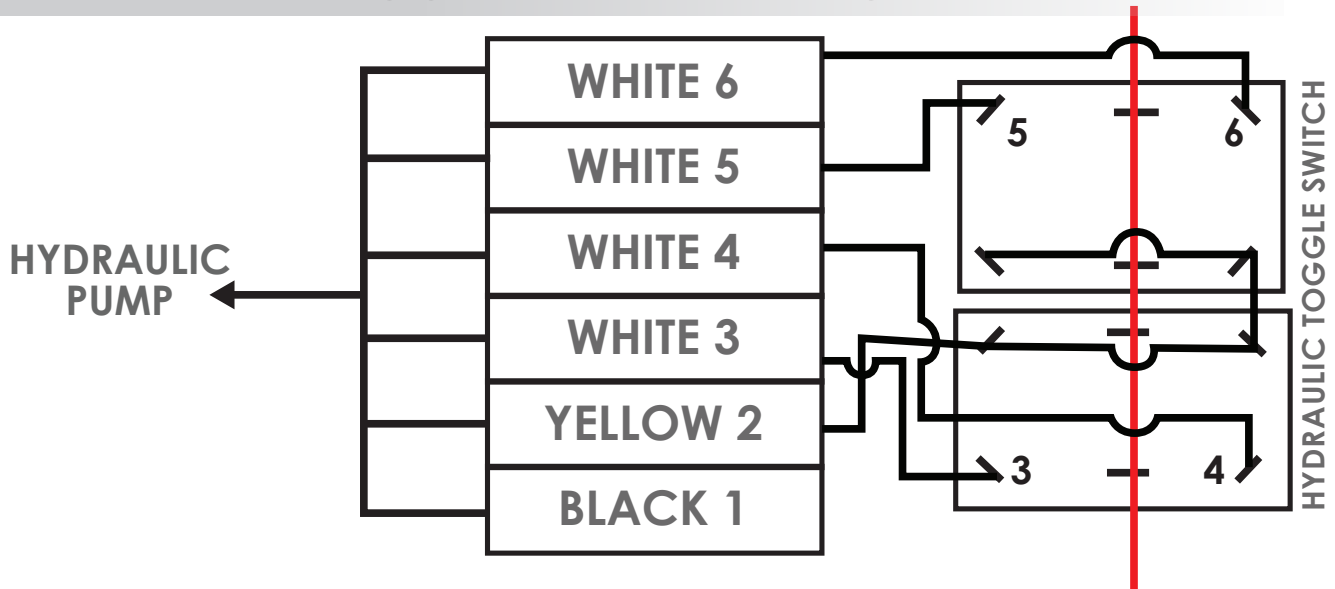 WHITE 6
WHITE 5
WHITE 4
WHITE 3
YELLOW 2
BLACK 1
HYDRAULIC
PUMP
5
6
3
4
HYDRAULIC TOGGLE SWITCH